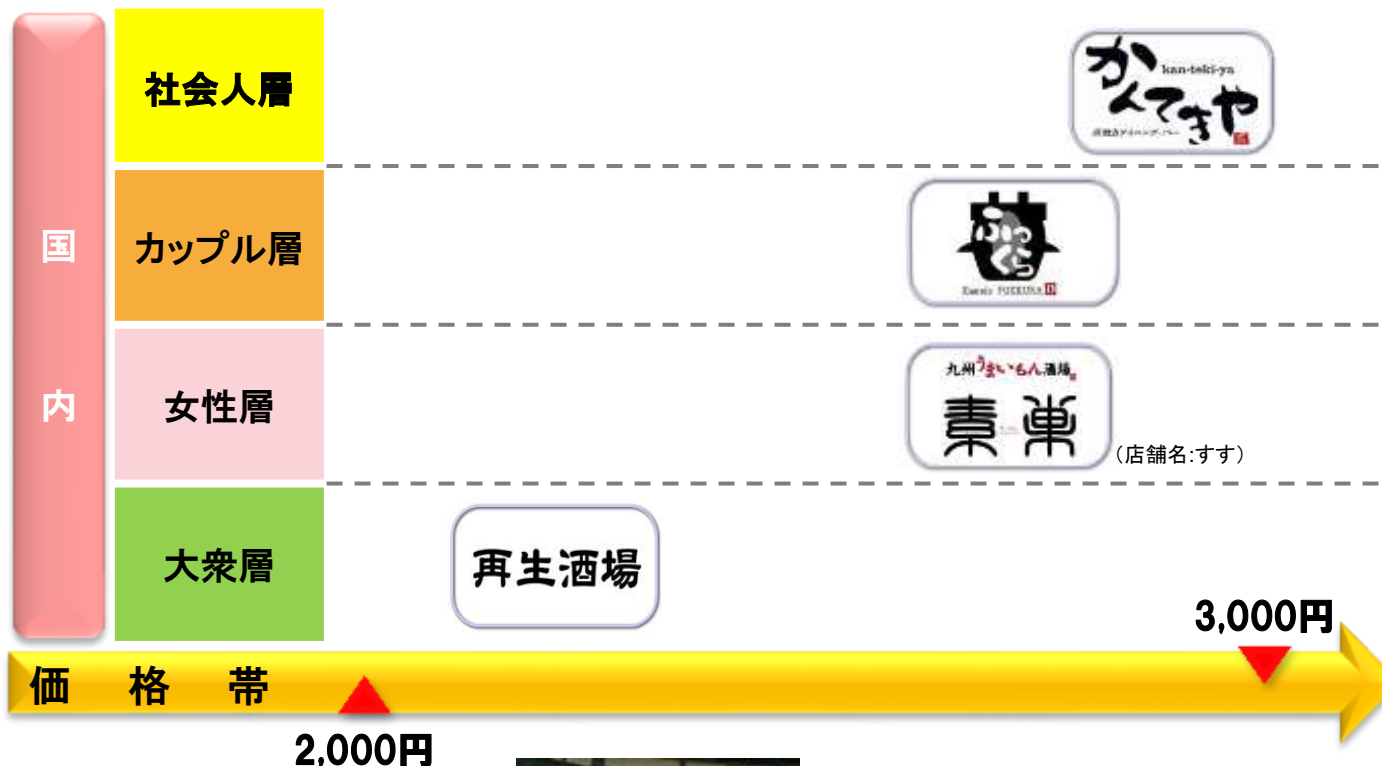 社会人層
かんてきや
kan-teki-ya
国内
カップル層
ふっくら
女性層
九州うまいもん酒場
素巣
（店舗名:すす）
大衆層
再生酒場
3,000円
価格帯
2,000円